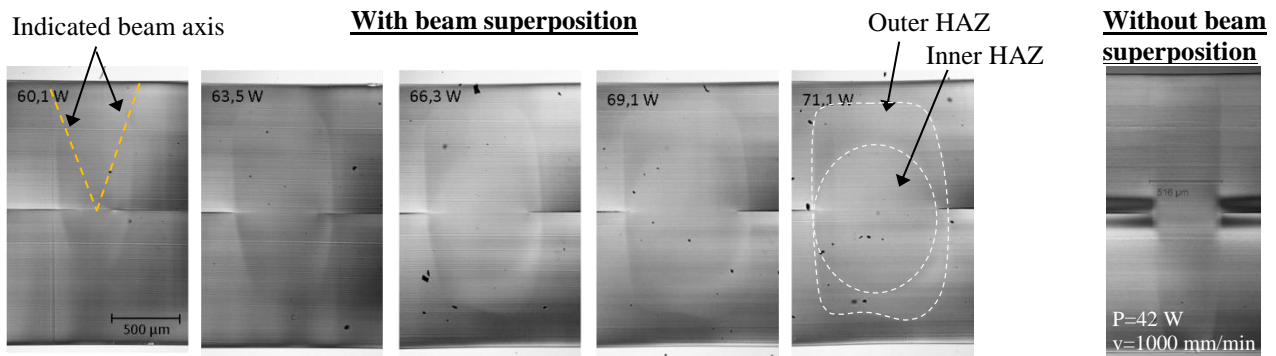 Indicated beam axis
With beam superposition
Outer HAZ
Inner HAZ
Without beam
superposition
60,1 W
63,5 W
66,3 W
69,1 W
71,1 W
500 µm
516 µm
P=42 W
v=1000 mm/min